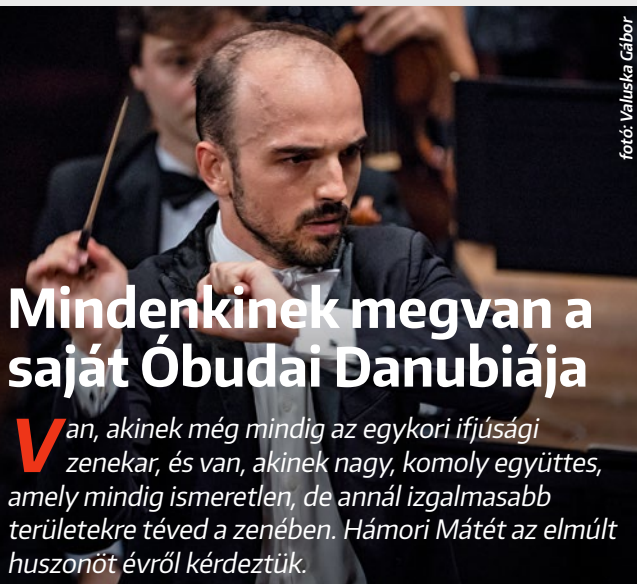 fotó: Valuska Gábor
Mindenkinek megvan a
saját Óbudai Danubiája
Van, akinek még mindig az egykori ifjúsági
zenekar, és van, akinek nagy, komoly együttes,
amely mindig ismeretlen, de annál izgalmasabb
területekre téved a zenében. Hámori Mátét az elmúlt
huszonöt évről kérdeztük.